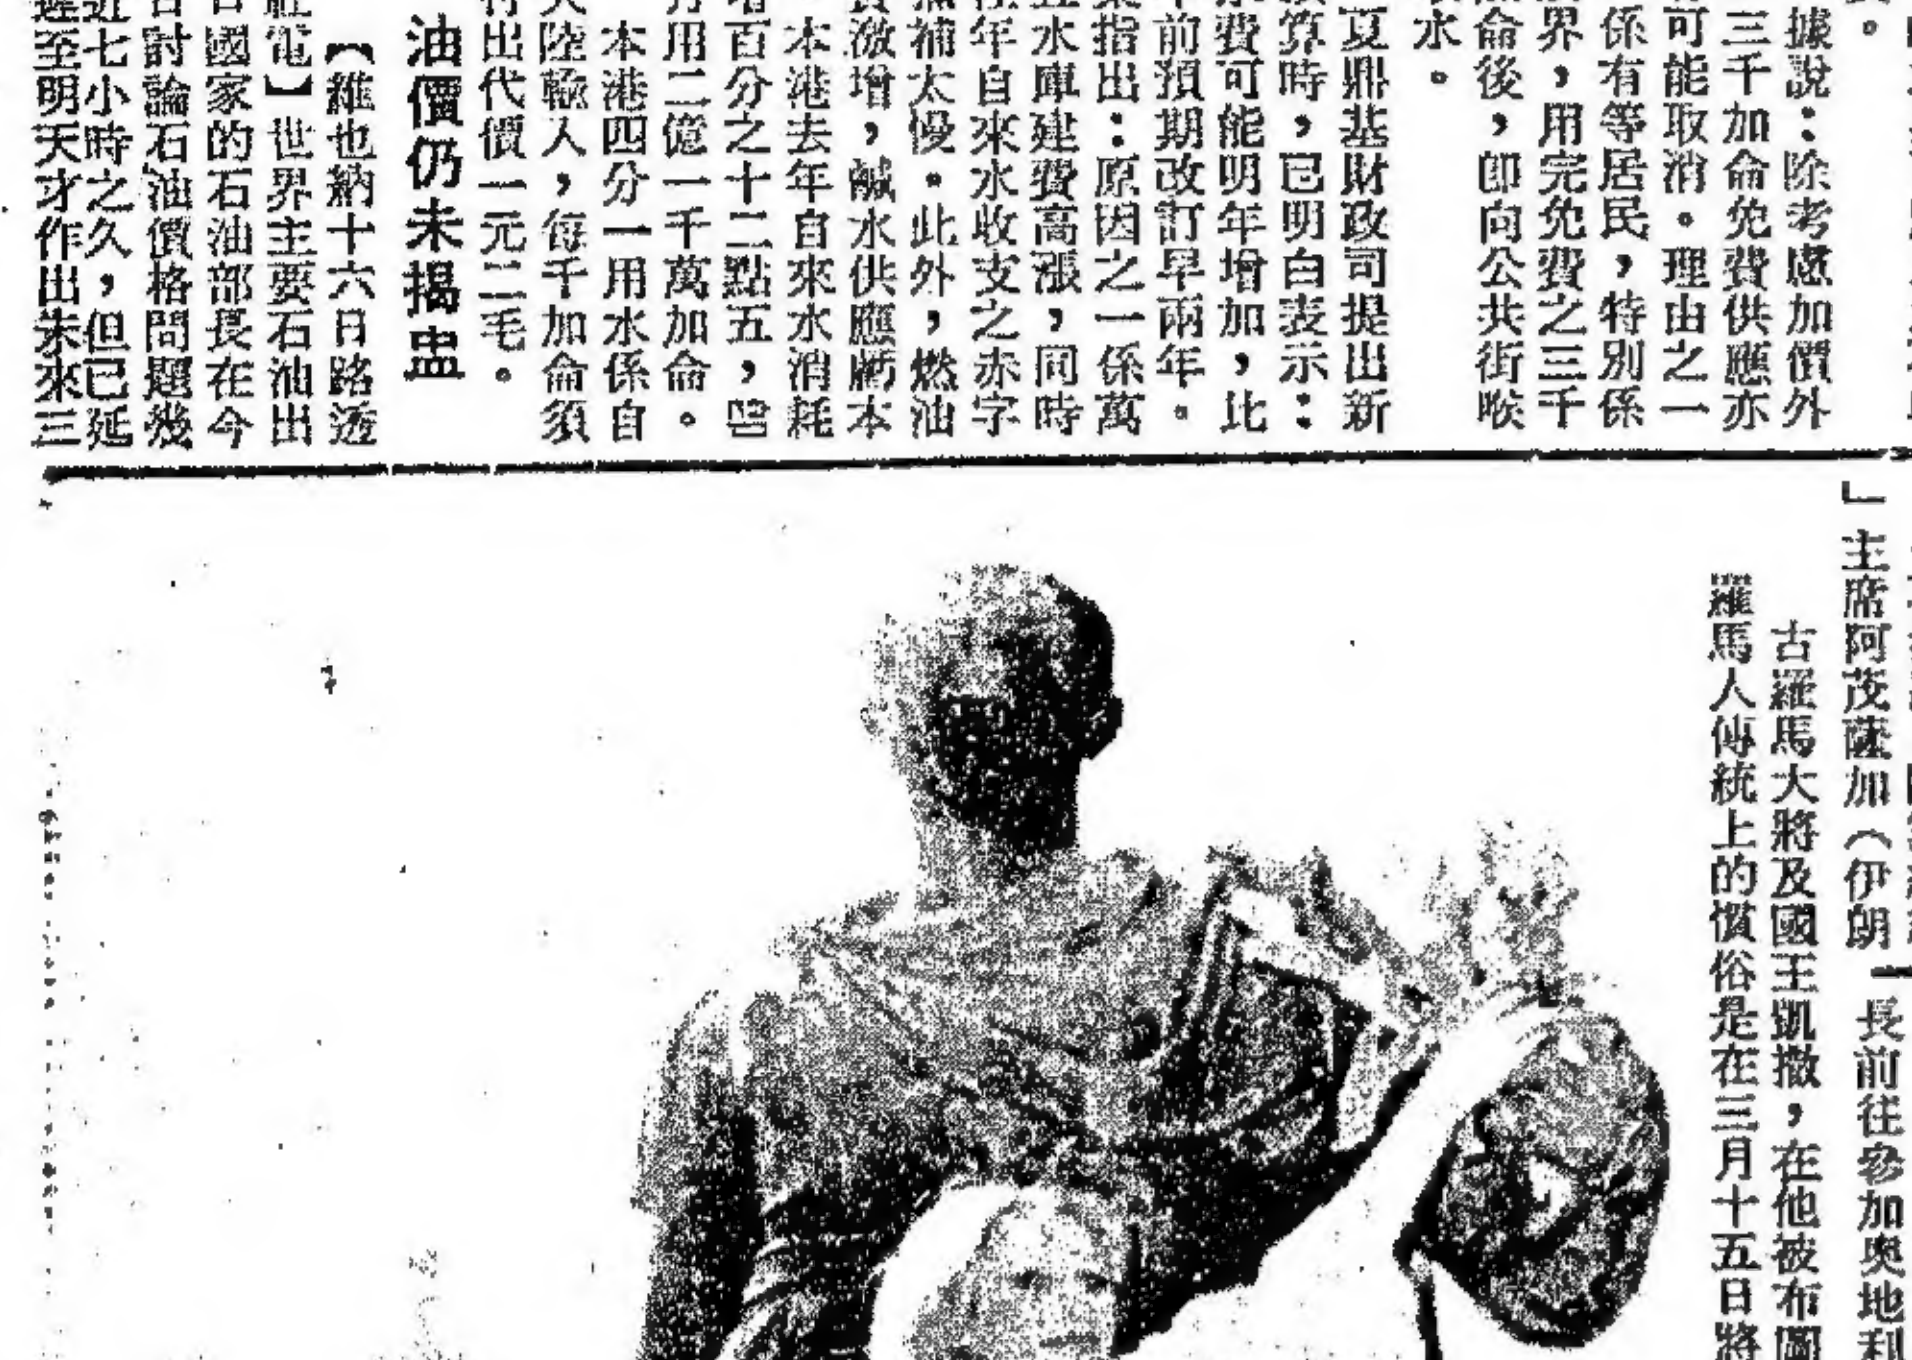 據說：除考慮加價外
三千加侖免費供應亦
可能取消。理由之一
係有等居民，特別係
界，用完免費之三千
侖後，即向公共街喉
水。
夏鼎基財政司提出新
算時，已明白表示：
費可能明年增加，比
前預期改訂早兩年。
指出：原因之一係萬
水庫建費高漲，同時
年自來水收支之赤字
補太慢。此外，燃油
激增，鹹水供應虧本
本港去年自來水消耗
百分之十二點五，
用二億一千萬加侖。
本港四分一用水係自
陸輸入，每千加侖須
出代價一元二毛。
油價仍未揭盅
【維也納十六日路透
電】世界主要石油出
國家的石油部長在今
討論石油價格問題幾
近七小時之久，但已延
遲至明天才作出未來三
」主席阿茂薩加（伊朗
長前往參加奧地利
古羅馬大將及國王凱撒，在他被布圖
羅馬人傳統上的慣俗是在三月十五日將